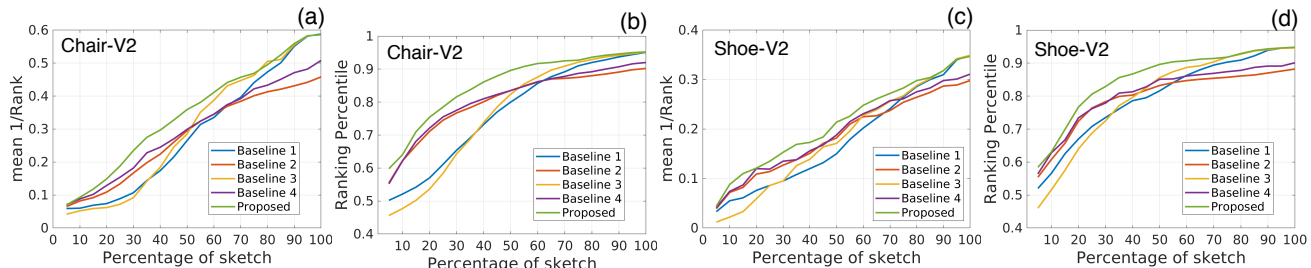 (a)
Chair-V2
mean 1/Rank
0.6
0.5
0.4
0.3
0.2
0.1
0
0 10 20 30 40 50 60 70 80 90 100
Percentage of sketch
Baseline 1
Baseline 2
Baseline 3
Baseline 4
Proposed
(b)
Chair-V2
Ranking Percentile
1
0.9
0.8
0.7
0.6
0.5
0.4
10 20 30 40 50 60 70 80 90 100
Percentage of sketch
Baseline 1
Baseline 2
Baseline 3
Baseline 4
Proposed
(c)
Shoe-V2
mean 1/Rank
0.4
0.3
0.2
0.1
0
0 10 20 30 40 50 60 70 80 90 100
Percentage of sketch
Baseline 1
Baseline 2
Baseline 3
Baseline 4
Proposed
(d)
Shoe-V2
Ranking Percentile
1
0.9
0.8
0.7
0.6
0.5
0.4
10 20 30 40 50 60 70 80 90 100
Percentage of sketch
Baseline 1
Baseline 2
Baseline 3
Baseline 4
Proposed